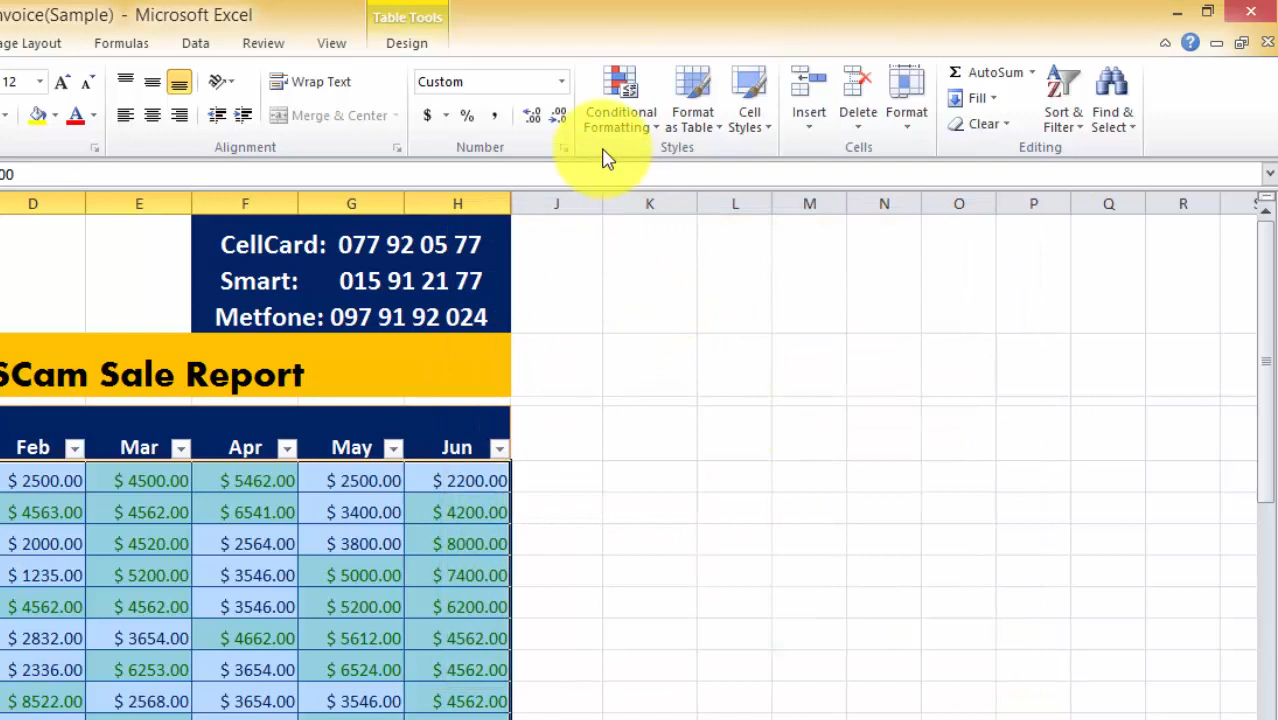 nvoice(Sample) - Microsoft Excel
Table Tools
age Layout Formulas Data Review View Design
12 A A Wrap Text Custom
Conditional Formatting Format as Table Cell Styles Insert Delete Format
Σ AutoSum
Fill
Clear
Sort & Filter Find & Select
A Merge & Center $ % ,
Alignment Number Styles Cells Editing
00
D E F G H J K L M N O P Q R
CellCard: 077 92 05 77
Smart: 015 91 21 77
Metfone: 097 91 92 024
SCam Sale Report
Feb Mar Apr May Jun
$ 2500.00 $ 4500.00 $ 5462.00 $ 2500.00 $ 2200.00
$ 4563.00 $ 4562.00 $ 6541.00 $ 3400.00 $ 4200.00
$ 2000.00 $ 4520.00 $ 2564.00 $ 3800.00 $ 8000.00
$ 1235.00 $ 5200.00 $ 3546.00 $ 5000.00 $ 7400.00
$ 4562.00 $ 4562.00 $ 3546.00 $ 5200.00 $ 6200.00
$ 2832.00 $ 3654.00 $ 4662.00 $ 5612.00 $ 4562.00
$ 2336.00 $ 6253.00 $ 3654.00 $ 6524.00 $ 4562.00
$ 8522.00 $ 2568.00 $ 3654.00 $ 3546.00 $ 4562.00